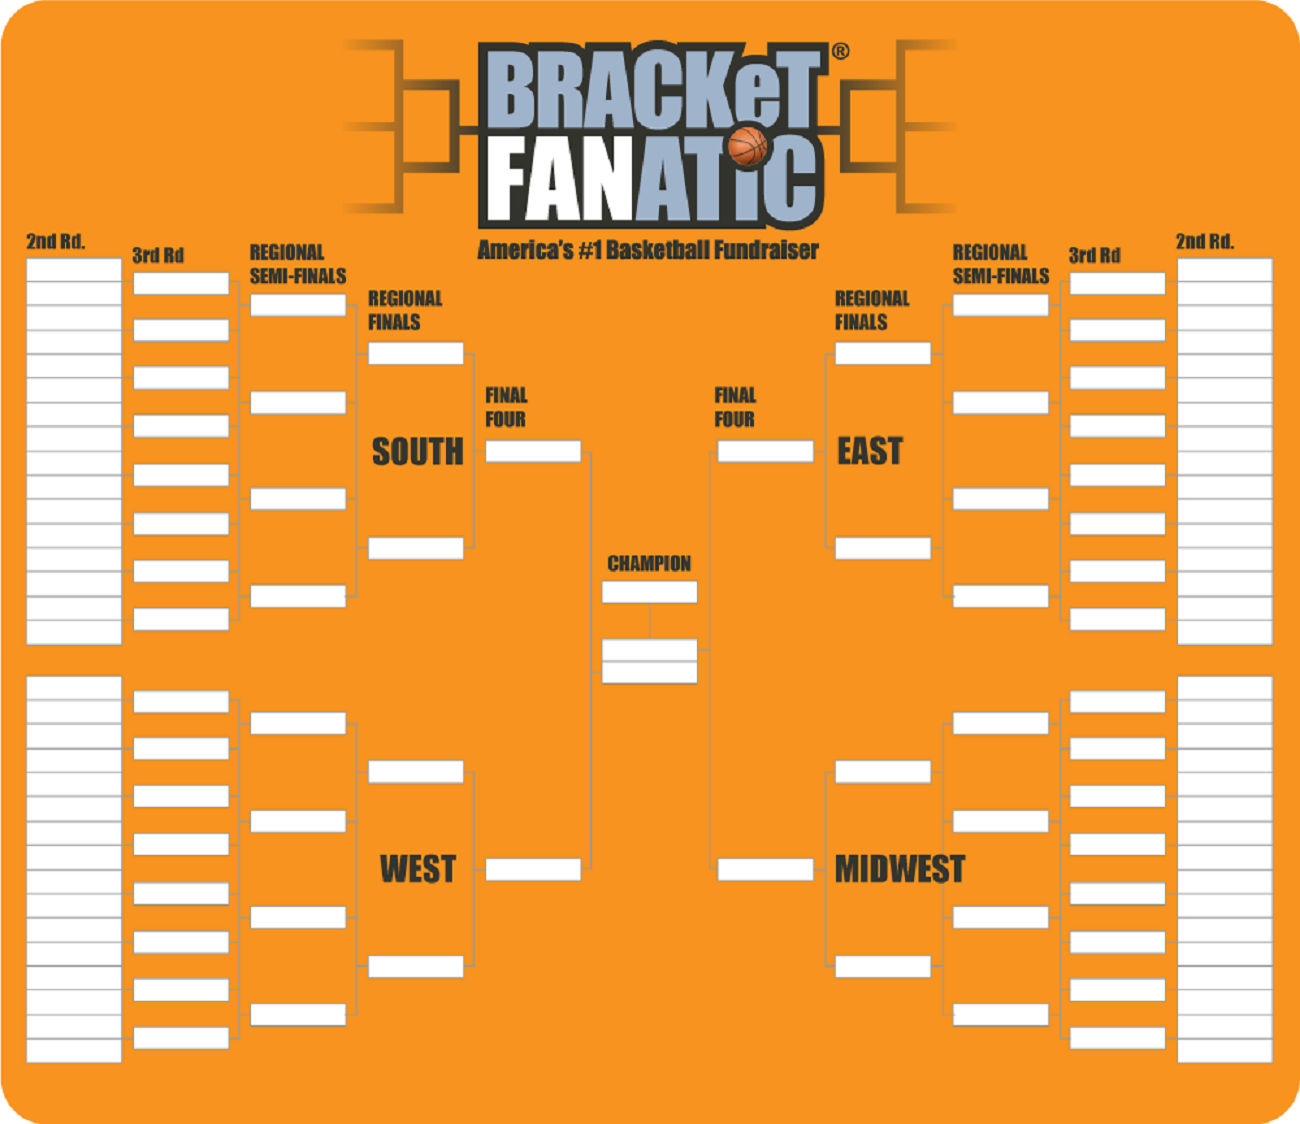 BRACKeT ®
FANATiC
America's #1 Basketball Fundraiser
2nd Rd.
3rd Rd
REGIONAL
SEMI-FINALS
REGIONAL
FINALS
FINAL
FOUR
SOUTH
WEST
CHAMPION
FINAL
FOUR
REGIONAL
FINALS
REGIONAL
SEMI-FINALS
3rd Rd
2nd Rd.
EAST
MIDWEST